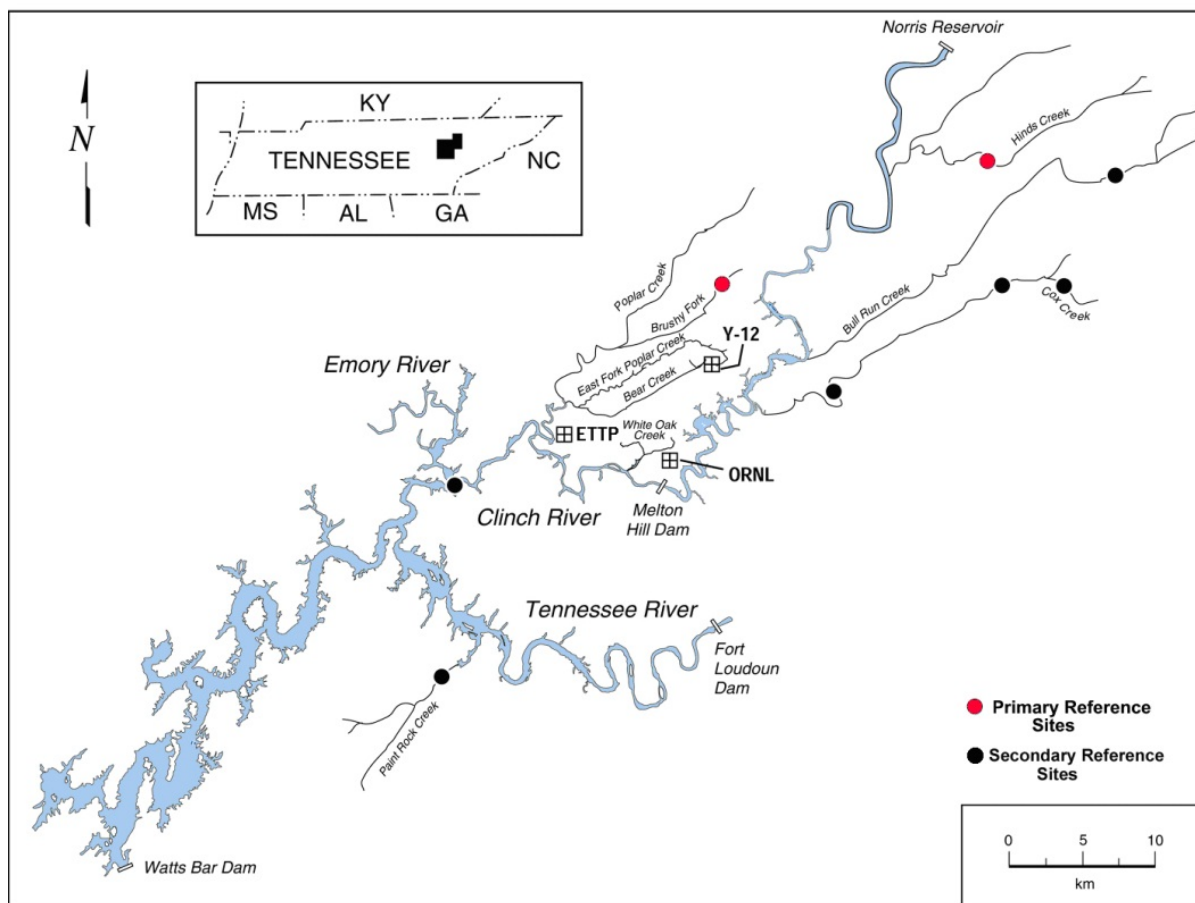 Norris Reservoir
N
KY
TENNESSEE
NC
MS
AL
GA
Hinds Creek
Poplar Creek
Brushy Fork
Bull Run Creek
Cox Creek
Y-12
East Fork Poplar Creek
Bear Creek
Emory River
ETTP
White Oak
Creek
ORNL
Clinch River
Melton
Hill Dam
Tennessee River
Fort
Loudoun
Dam
Paint Rock Creek
Primary Reference
Sites
Secondary Reference
Sites
Watts Bar Dam
0
5
10
km